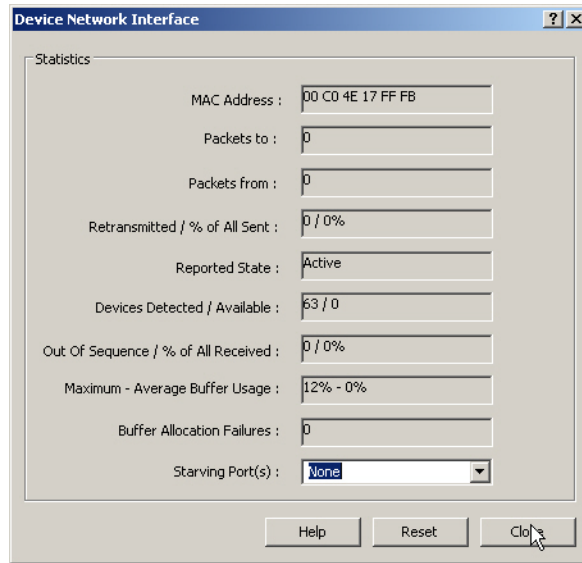 Device Network Interface
Statistics
MAC Address : 00 C0 4E 17 FF FB
Packets to : 0
Packets from : 0
Retransmitted / % of All Sent : 0 / 0%
Reported State : Active
Devices Detected / Available : 63 / 0
Out Of Sequence / % of All Received : 0 / 0%
Maximum - Average Buffer Usage : 12% - 0%
Buffer Allocation Failures : 0
Starving Port(s) : None
Help Reset Close